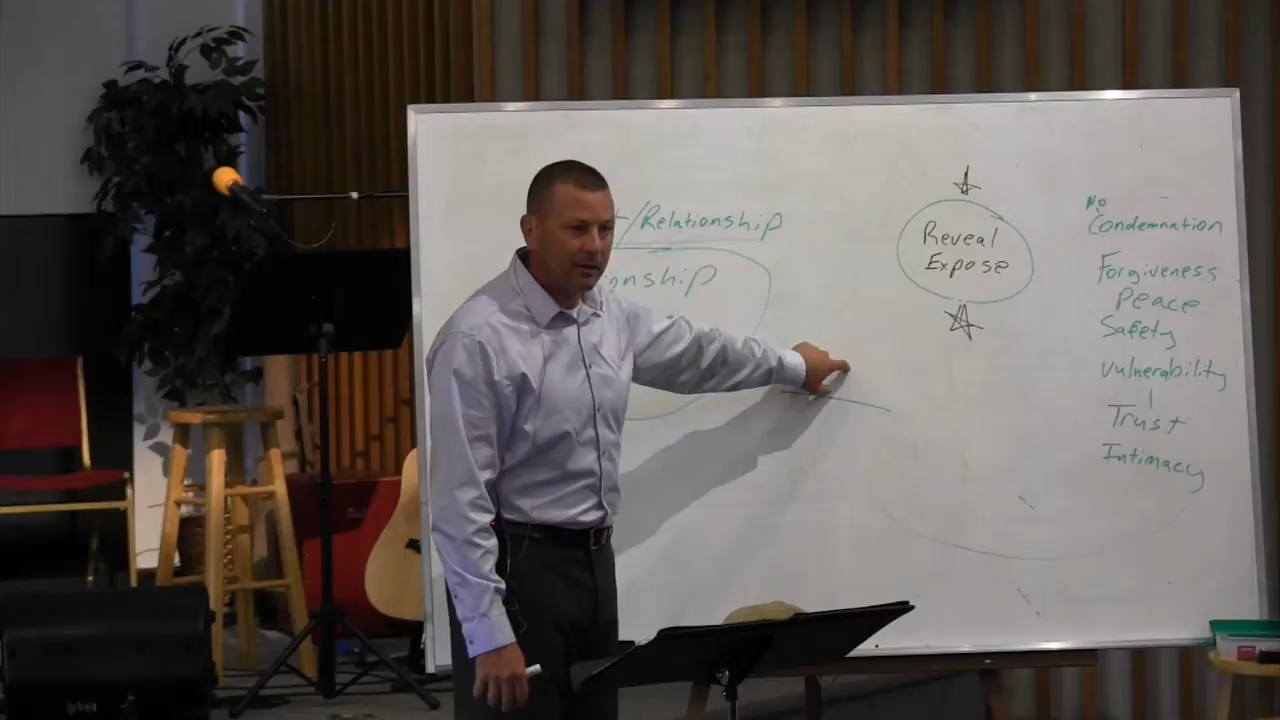 t/Relationship
onship
Reveal
Expose
No
Condemnation
Forgiveness
Peace
Safety
Vulnerability
Trust
Intimacy